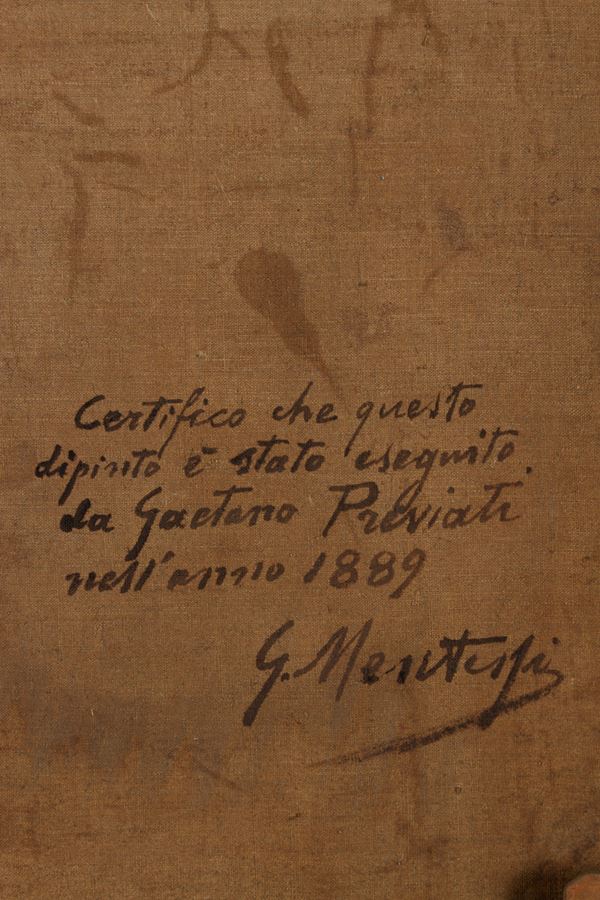 Certifico che questo
dipinto è stato eseguito
da Gaetano Previati
nell'anno 1889
G. Mentessi